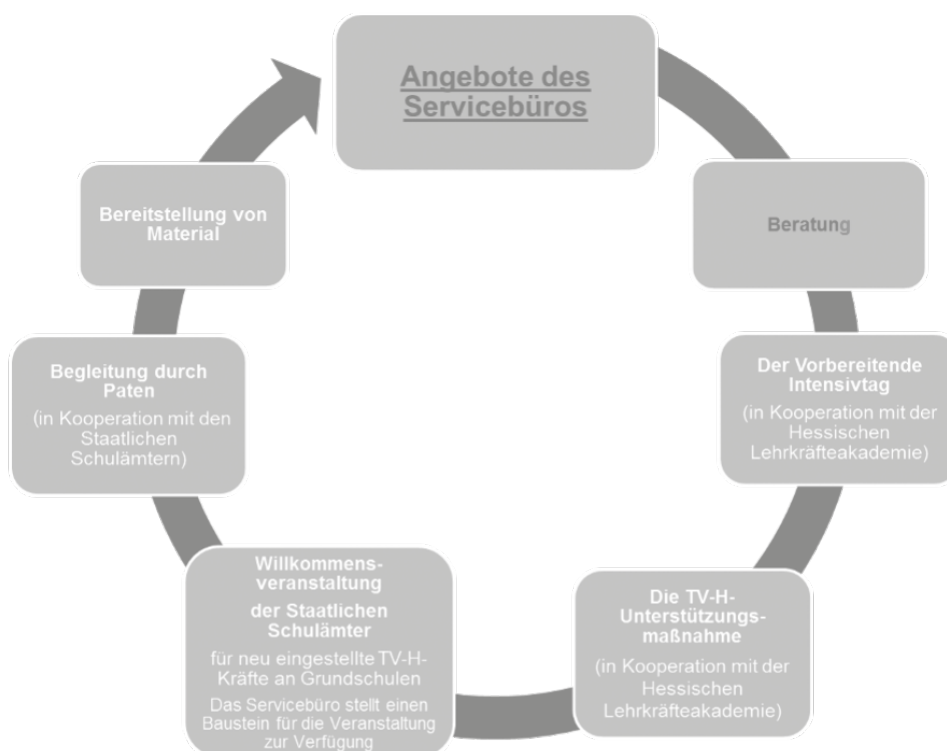 Angebote des
Servicebüros
Beratung
Der Vorbereitende
Intensivtag
(in Kooperation mit der
Hessischen
Lehrkräfteakademie)
Die TV-H-
Unterstützungs-
maßnahme
(in Kooperation mit der
Hessischen
Lehrkräfteakademie)
Willkommens-
veranstaltung
der Staatlichen
Schulämter
für neu eingestellte TV-H-
Kräfte an Grundschulen
Das Servicebüro stellt einen
Baustein für die Veranstaltung
zur Verfügung
Begleitung durch
Paten
(in Kooperation mit den
Staatlichen
Schulämtern)
Bereitstellung von
Material